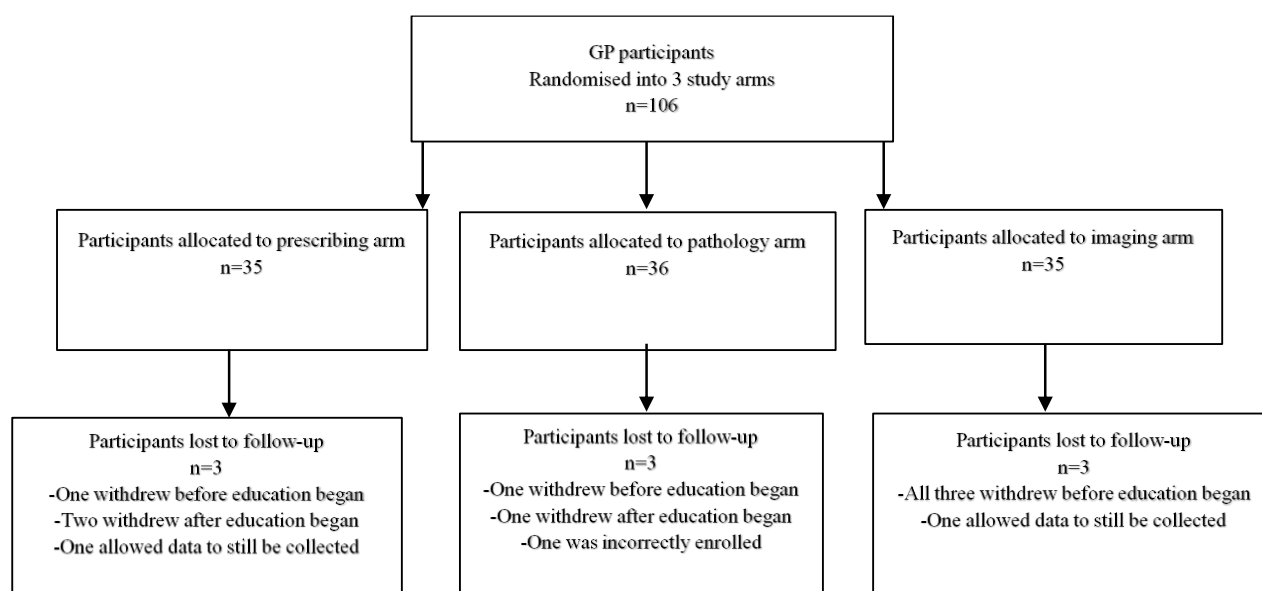 GP participants
Randomised into 3 study arms
n=106
Participants allocated to prescribing arm
n=35
Participants allocated to pathology arm
n=36
Participants allocated to imaging arm
n=35
Participants lost to follow-up
n=3
-One withdrew before education began
-Two withdrew after education began
-One allowed data to still be collected
Participants lost to follow-up
n=3
-One withdrew before education began
-One withdrew after education began
-One was incorrectly enrolled
Participants lost to follow-up
n=3
-All three withdrew before education began
-One allowed data to still be collected